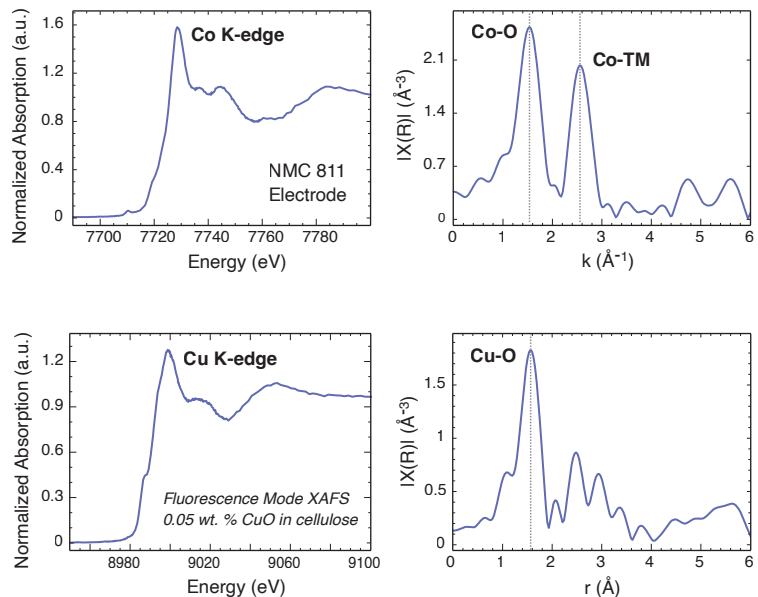 Co K-edge
NMC 811
Electrode
Normalized Absorption (a.u.)
1.6
1.2
0.8
0.4
0
7700 7720 7740 7760 7780
Energy (eV)
Co-O
Co-TM
|X(R)| (Å-3)
2.1
1.4
0.7
0
0 1 2 3 4 5 6
k (Å-1)
Cu K-edge
Fluorescence Mode XAFS
0.05 wt. % CuO in cellulose
Normalized Absorption (a.u.)
1.2
0.9
0.6
0.3
0
8980 9020 9060 9100
Energy (eV)
Cu-O
|X(R)| (Å-3)
1.5
1
0.5
0
0 1 2 3 4 5 6
r (Å)